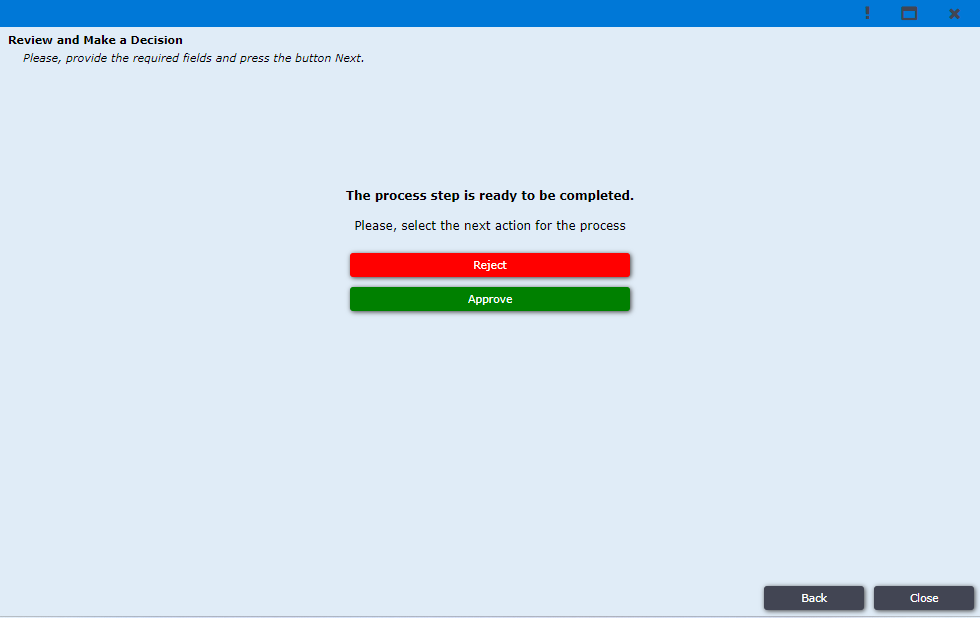 Review and Make a Decision
Please, provide the required fields and press the button Next.
The process step is ready to be completed.
Please, select the next action for the process
Reject
Approve
Back
Close